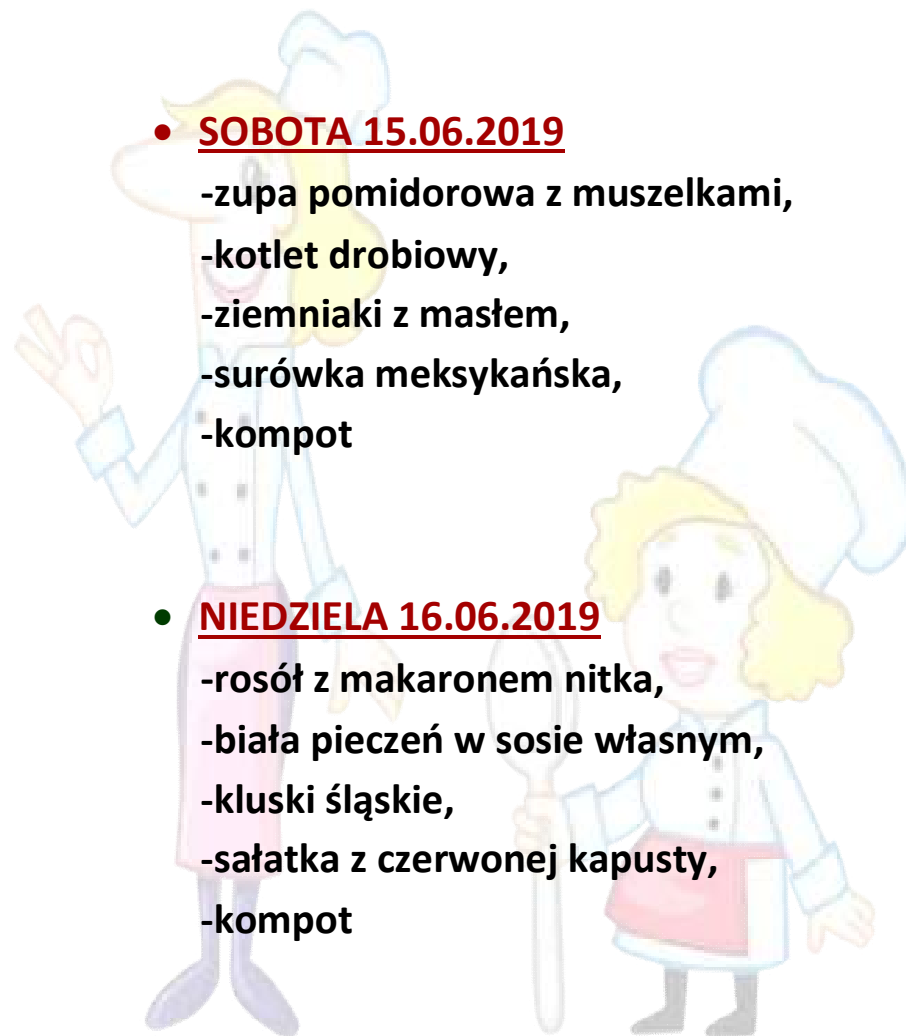 • SOBOTA 15.06.2019
-zupa pomidorowa z muszelkami,
-kotlet drobiowy,
-ziemniaki z masłem,
-surówka meksykańska,
-kompot
• NIEDZIELA 16.06.2019
-rosół z makaronem nitka,
-biała pieczeń w sosie własnym,
-kluski śląskie,
-sałatka z czerwonej kapusty,
-kompot